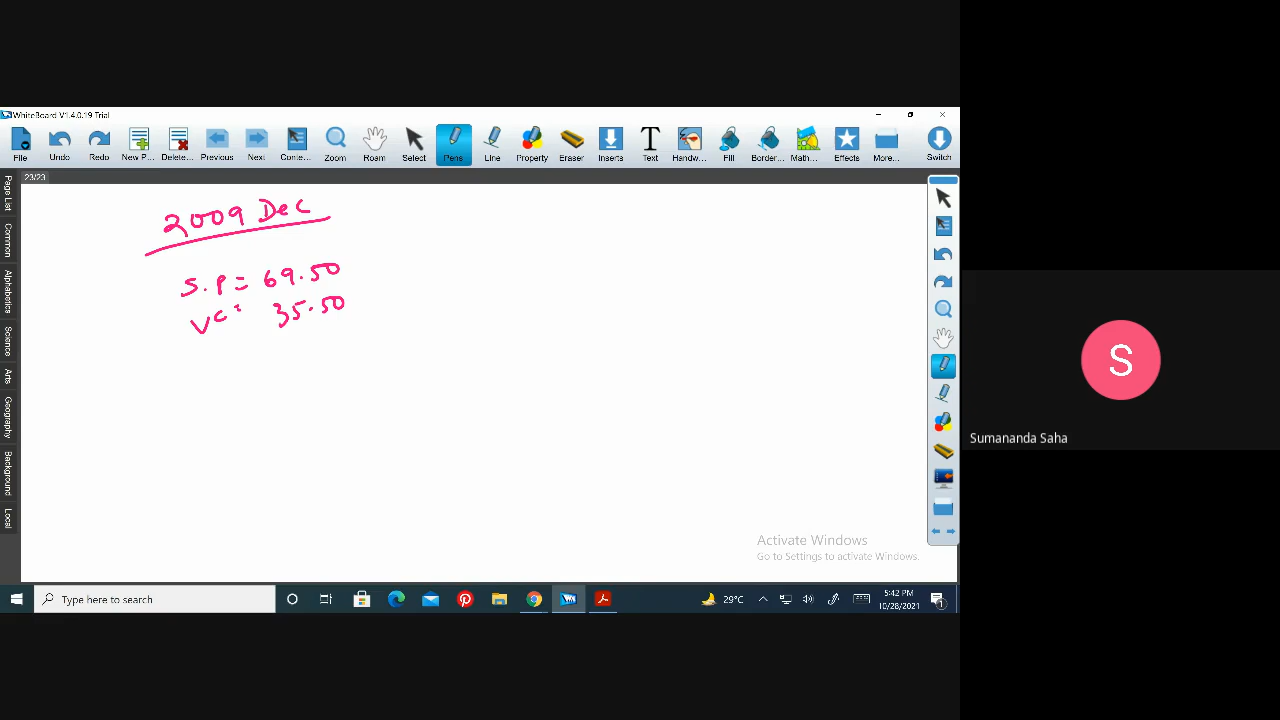 WhiteBoard V1.4.0.19 Trial
File Undo Redo New P... Delete... Previous Next Conte... Zoom Roam Select Pens Line Property Eraser Inserts Text Handw... Fill Border... Math... Effects More... Switch
23/23
Page List
Common
Alphabetics
Science
Arts
Geography
Background
Local
2009 Dec
S.P = 69.50
VC = 35.50
Activate Windows
Go to Settings to activate Windows.
S
Sumananda Saha
Type here to search
29°C
5:42 PM
10/28/2021
1